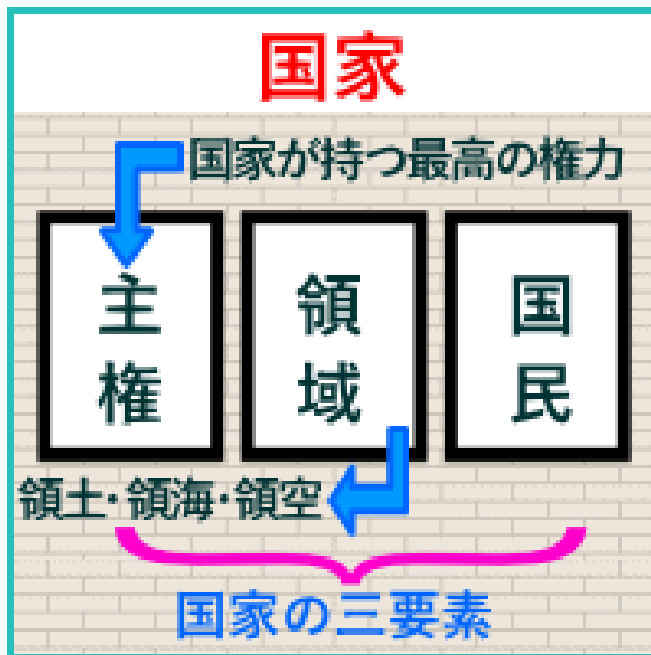 国家
国家が持つ最高の権力
主権
領域
国民
領土・領海・領空
国家の三要素